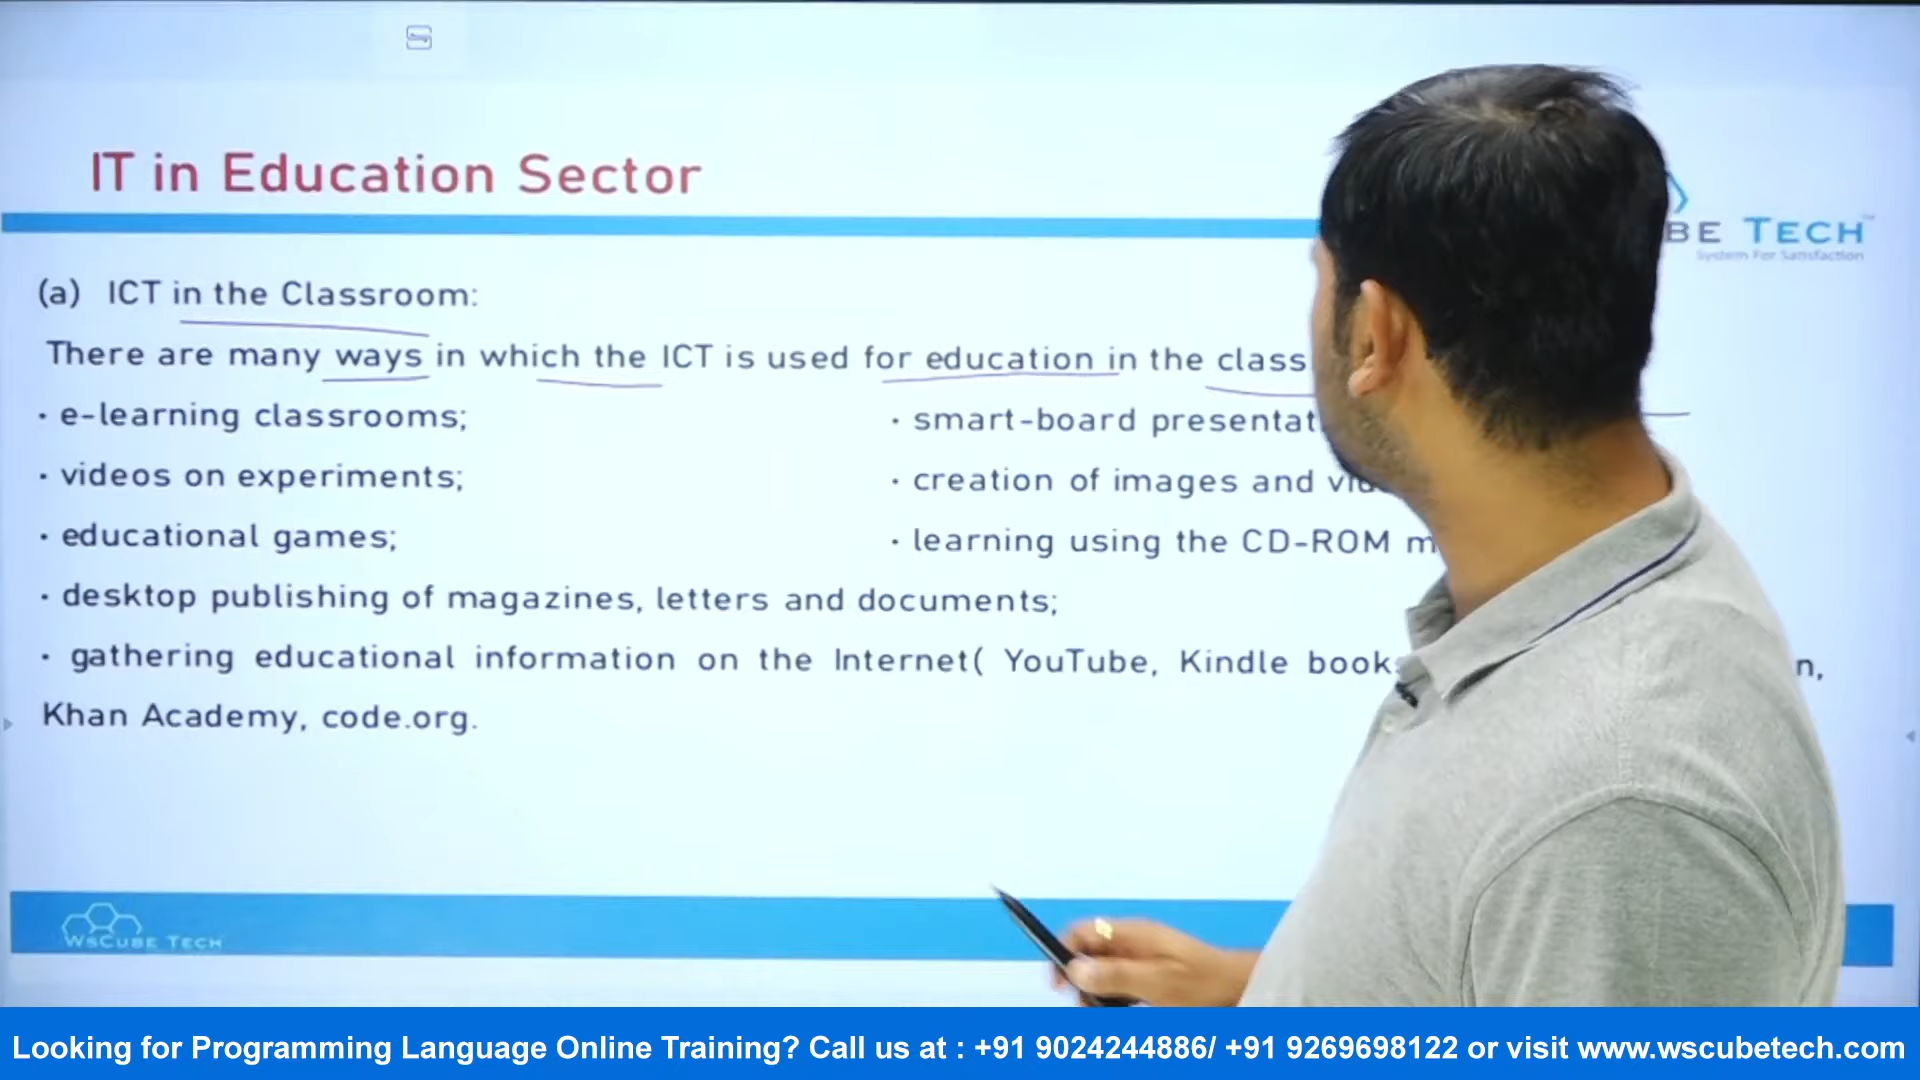 IT in Education Sector
BE TECH™
System For Satisfaction
(a) ICT in the Classroom:
There are many ways in which the ICT is used for education in the class
· e-learning classrooms;
· smart-board
· videos on experiments;
· creation of images and
· educational games;
· learning using the CD-ROM
· desktop publishing of magazines, letters and documents;
· gathering educational information on the Internet( YouTube, Kindle
Khan Academy, code.org.
WSCUBE TECH
Looking for Programming Language Online Training? Call us at : +91 9024244886/ +91 9269698122 or visit www.wscubetech.com